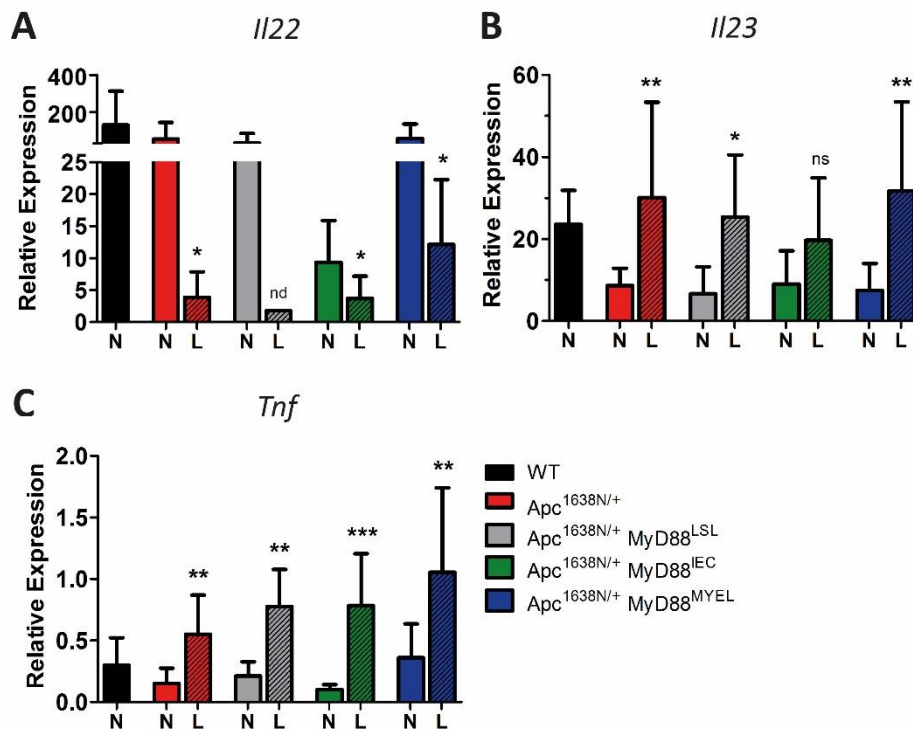 A
Il22
Relative Expression
400
200
25
20
15
10
5
0
*
nd
*
*
N N L N L N L N L
B
Il23
Relative Expression
60
40
20
0
**
*
ns
**
N N L N L N L N L
C
Tnf
Relative Expression
2.0
1.5
1.0
0.5
0.0
**
**
***
**
N N L N L N L N L
WT
Apc1638N/+
Apc1638N/+ MyD88LSL
Apc1638N/+ MyD88IEC
Apc1638N/+ MyD88MYEL